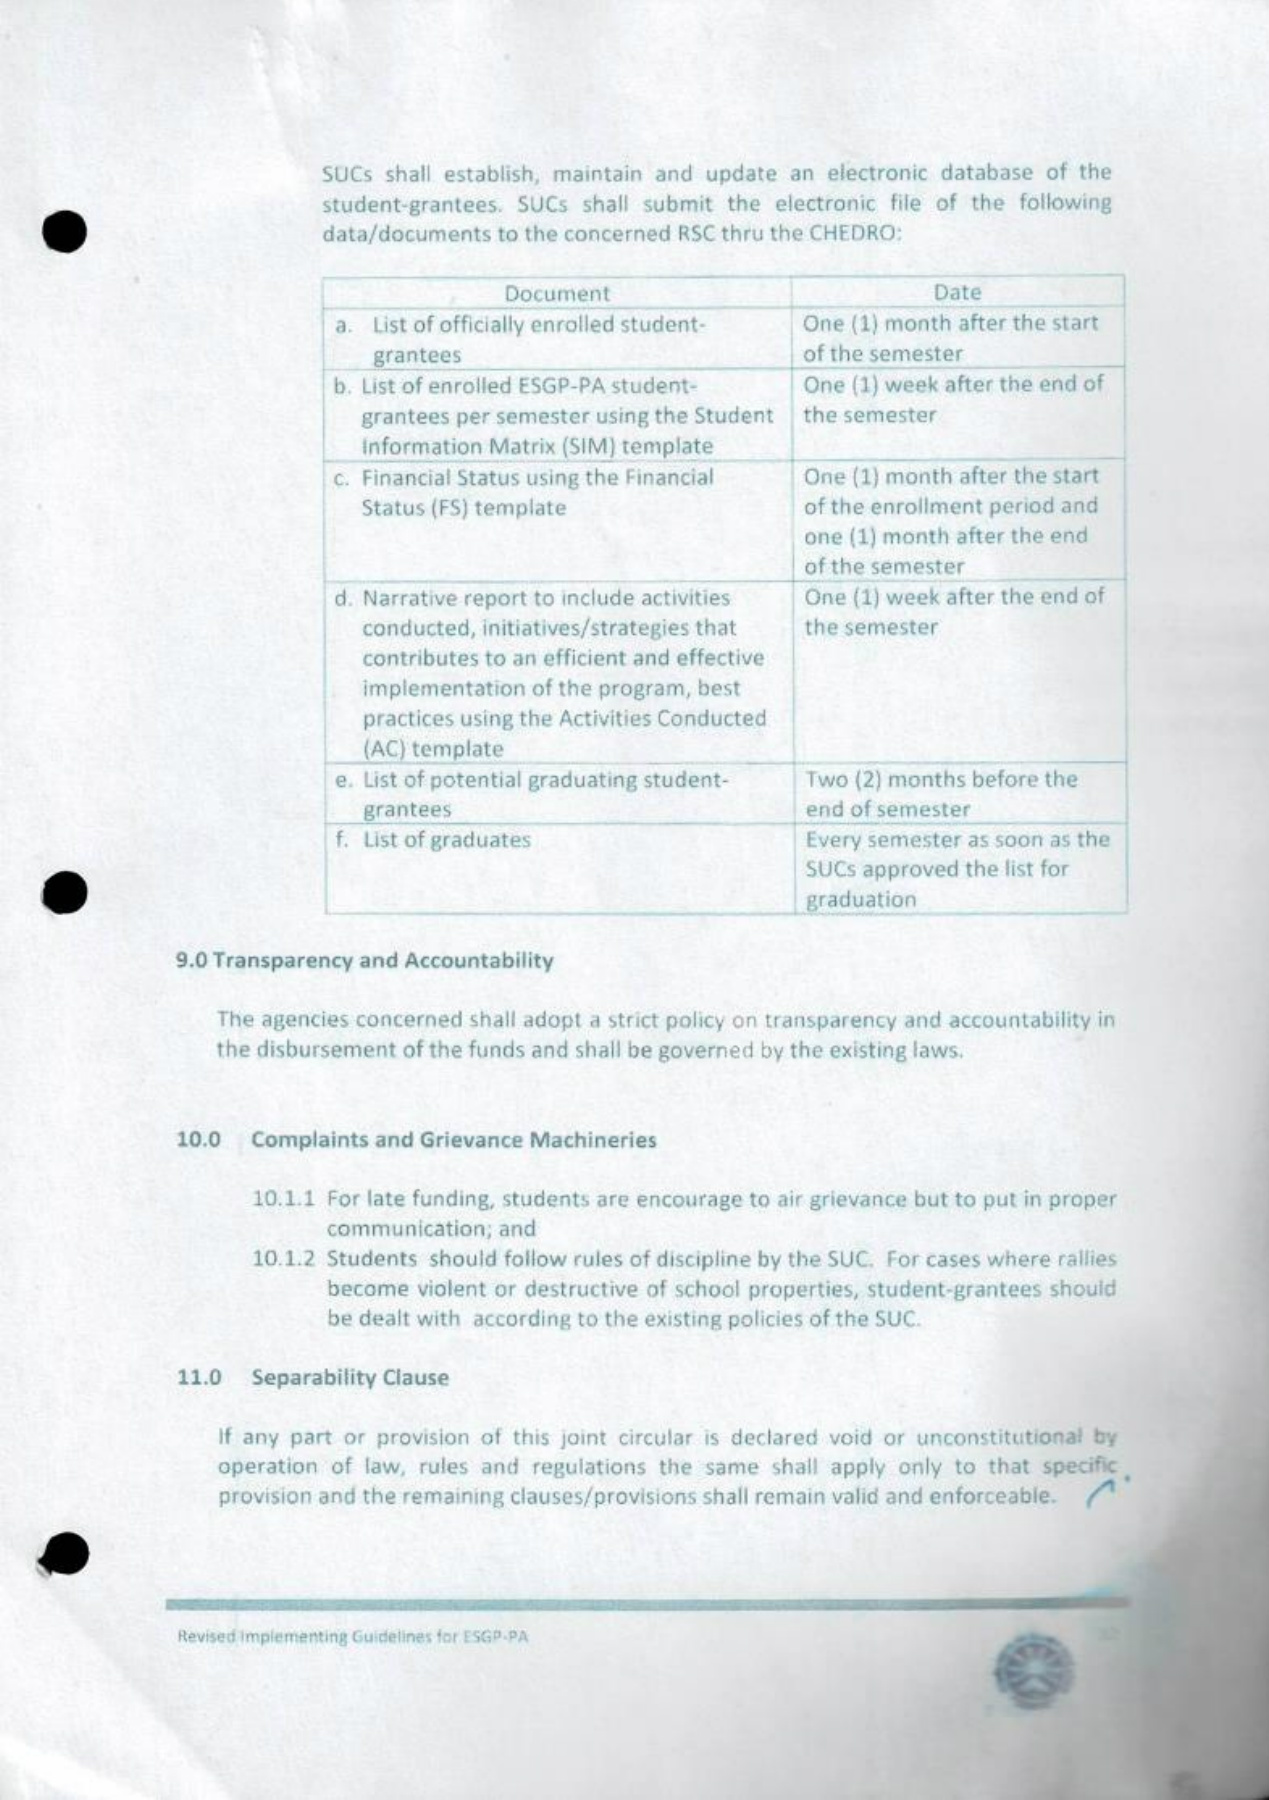 SUCs shall establish, maintain and update an electronic database of the
student-grantees. SUCs shall submit the electronic file of the following
data/documents to the concerned RSC thru the CHEDRO:
Document
Date
a. List of officially enrolled student-
grantees
One (1) month after the start
of the semester
b. List of enrolled ESGP-PA student-
grantees per semester using the Student
Information Matrix (SIM) template
One (1) week after the end of
the semester
c. Financial Status using the Financial
Status (FS) template
One (1) month after the start
of the enrollment period and
one (1) month after the end
of the semester
d. Narrative report to include activities
conducted, initiatives/strategies that
contributes to an efficient and effective
implementation of the program, best
practices using the Activities Conducted
(AC) template
One (1) week after the end of
the semester
e. List of potential graduating student-
grantees
Two (2) months before the
end of semester
f. List of graduates
Every semester as soon as the
SUCs approved the list for
graduation
9.0 Transparency and Accountability
The agencies concerned shall adopt a strict policy on transparency and accountability in
the disbursement of the funds and shall be governed by the existing laws.
10.0 Complaints and Grievance Machineries
10.1.1 For late funding, students are encourage to air grievance but to put in proper
communication; and
10.1.2 Students should follow rules of discipline by the SUC. For cases where rallies
become violent or destructive of school properties, student-grantees should
be dealt with according to the existing policies of the SUC.
11.0 Separability Clause
If any part or provision of this joint circular is declared void or unconstitutional by
operation of law, rules and regulations the same shall apply only to that specific
provision and the remaining clauses/provisions shall remain valid and enforceable.
Revised Implementing Guidelines for ESGP-PA